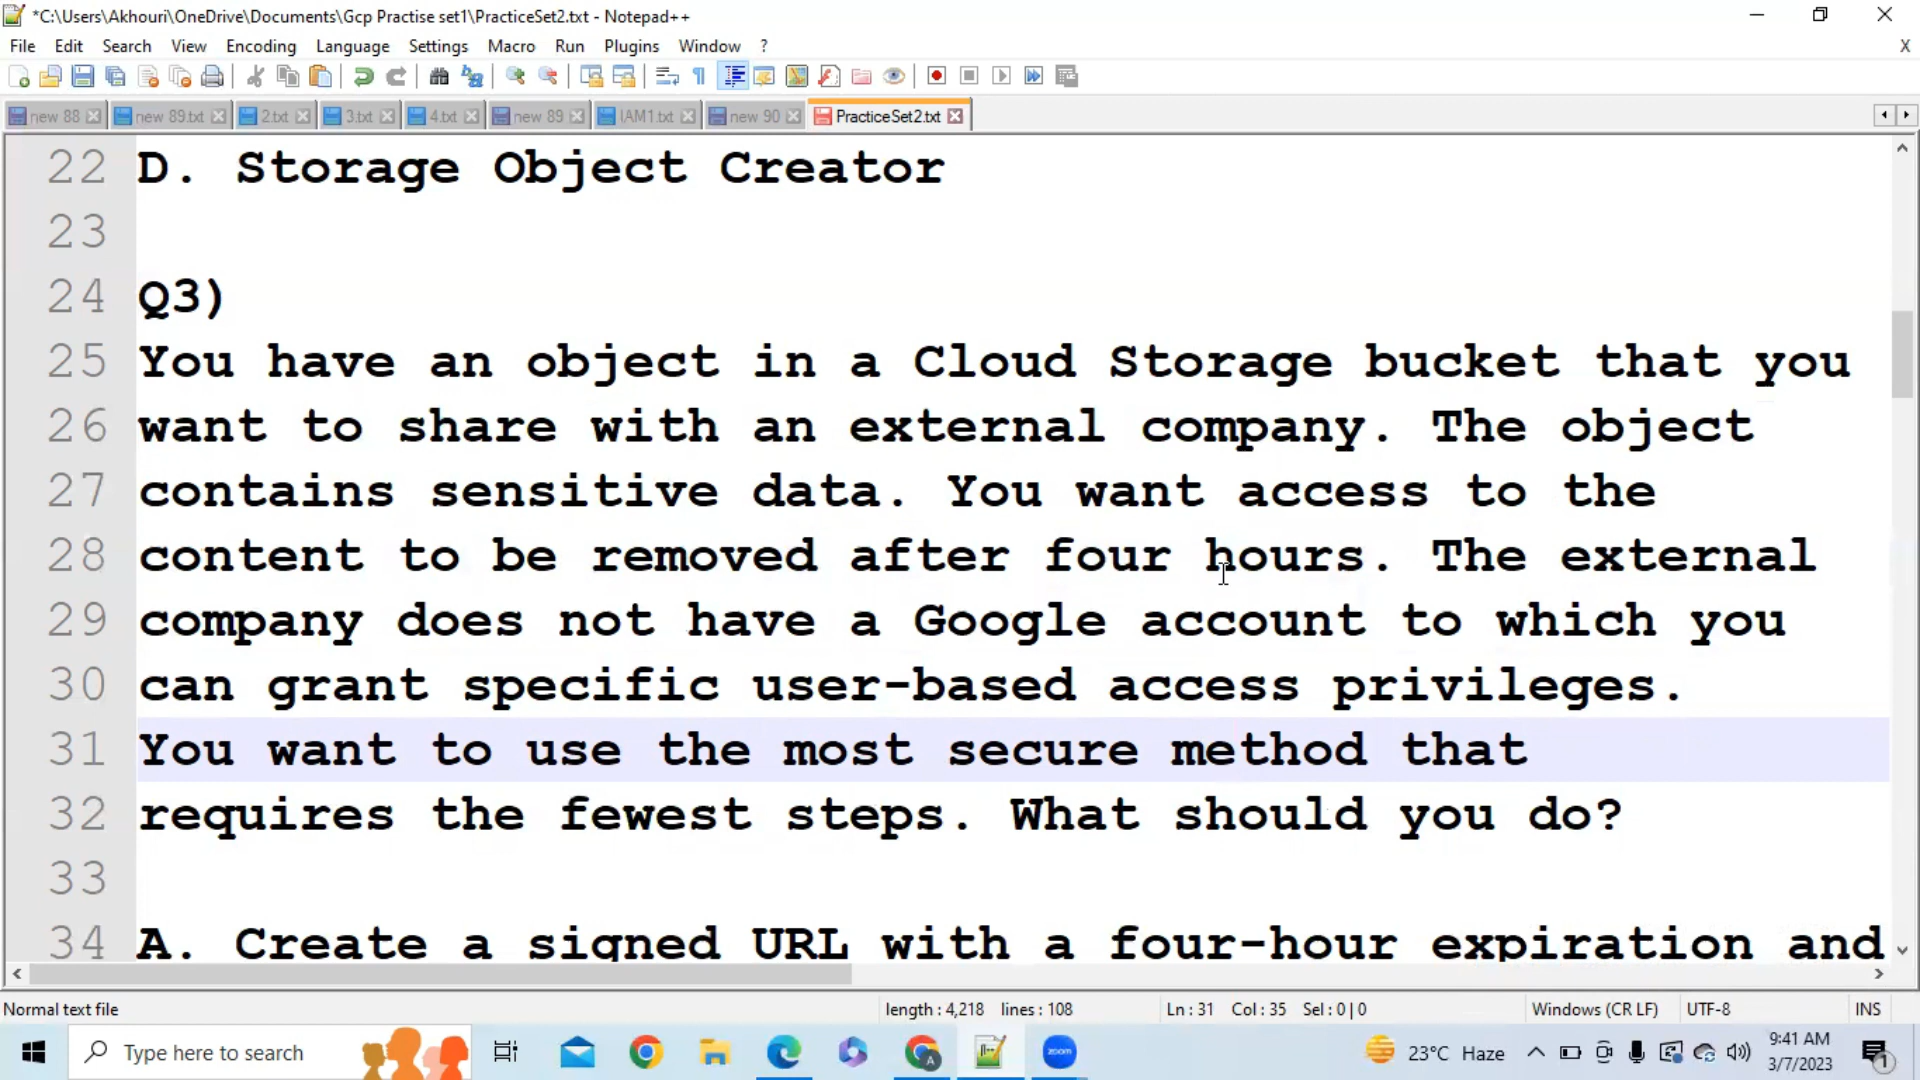 *C:\Users\Akhouri\OneDrive\Documents\Gcp Practise set1\PracticeSet2.txt - Notepad++
File Edit Search View Encoding Language Settings Macro Run Plugins Window ? X
new 88 new 89.txt 2.txt 3.txt 4.txt new 89 IAM1.txt new 90 PracticeSet2.txt
22 D. Storage Object Creator
23
24 Q3)
25 You have an object in a Cloud Storage bucket that you
26 want to share with an external company. The object
27 contains sensitive data. You want access to the
28 content to be removed after four hours. The external
29 company does not have a Google account to which you
30 can grant specific user-based access privileges.
31 You want to use the most secure method that
32 requires the fewest steps. What should you do?
33
34 A. Create a signed URL with a four-hour expiration and
Normal text file length : 4,218 lines : 108 Ln : 31 Col : 35 Sel : 0 | 0 Windows (CR LF) UTF-8 INS
Type here to search zoom A 23°C Haze 9:41 AM
3/7/2023 1